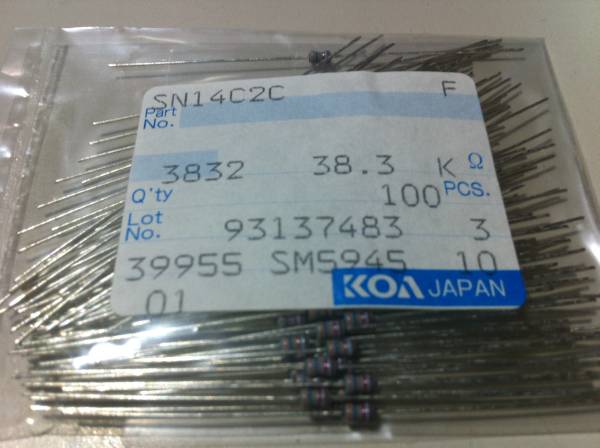 SN14C2C F
Part
No.
3832 38.3 K Ω
Q'ty 100 PCS.
Lot
No. 93137483 3
39955 SM5945 10
01 KOA JAPAN